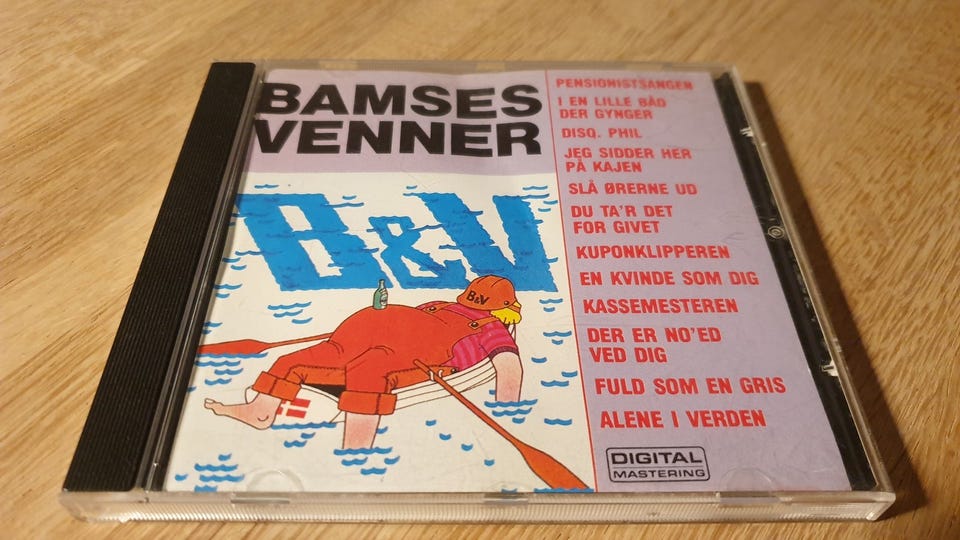 BAMSES
VENNER
B&V
B&V
PENSIONISTSANGEN
I EN LILLE BÅD
DER GYNGER
DISQ. PHIL
JEG SIDDER HER
PÅ KAJEN
SLÅ ØRERNE UD
DU TA'R DET
FOR GIVET
KUPONKLIPPEREN
EN KVINDE SOM DIG
KASSEMESTEREN
DER ER NO'ED
VED DIG
FULD SOM EN GRIS
ALENE I VERDEN
DIGITAL
MASTERING